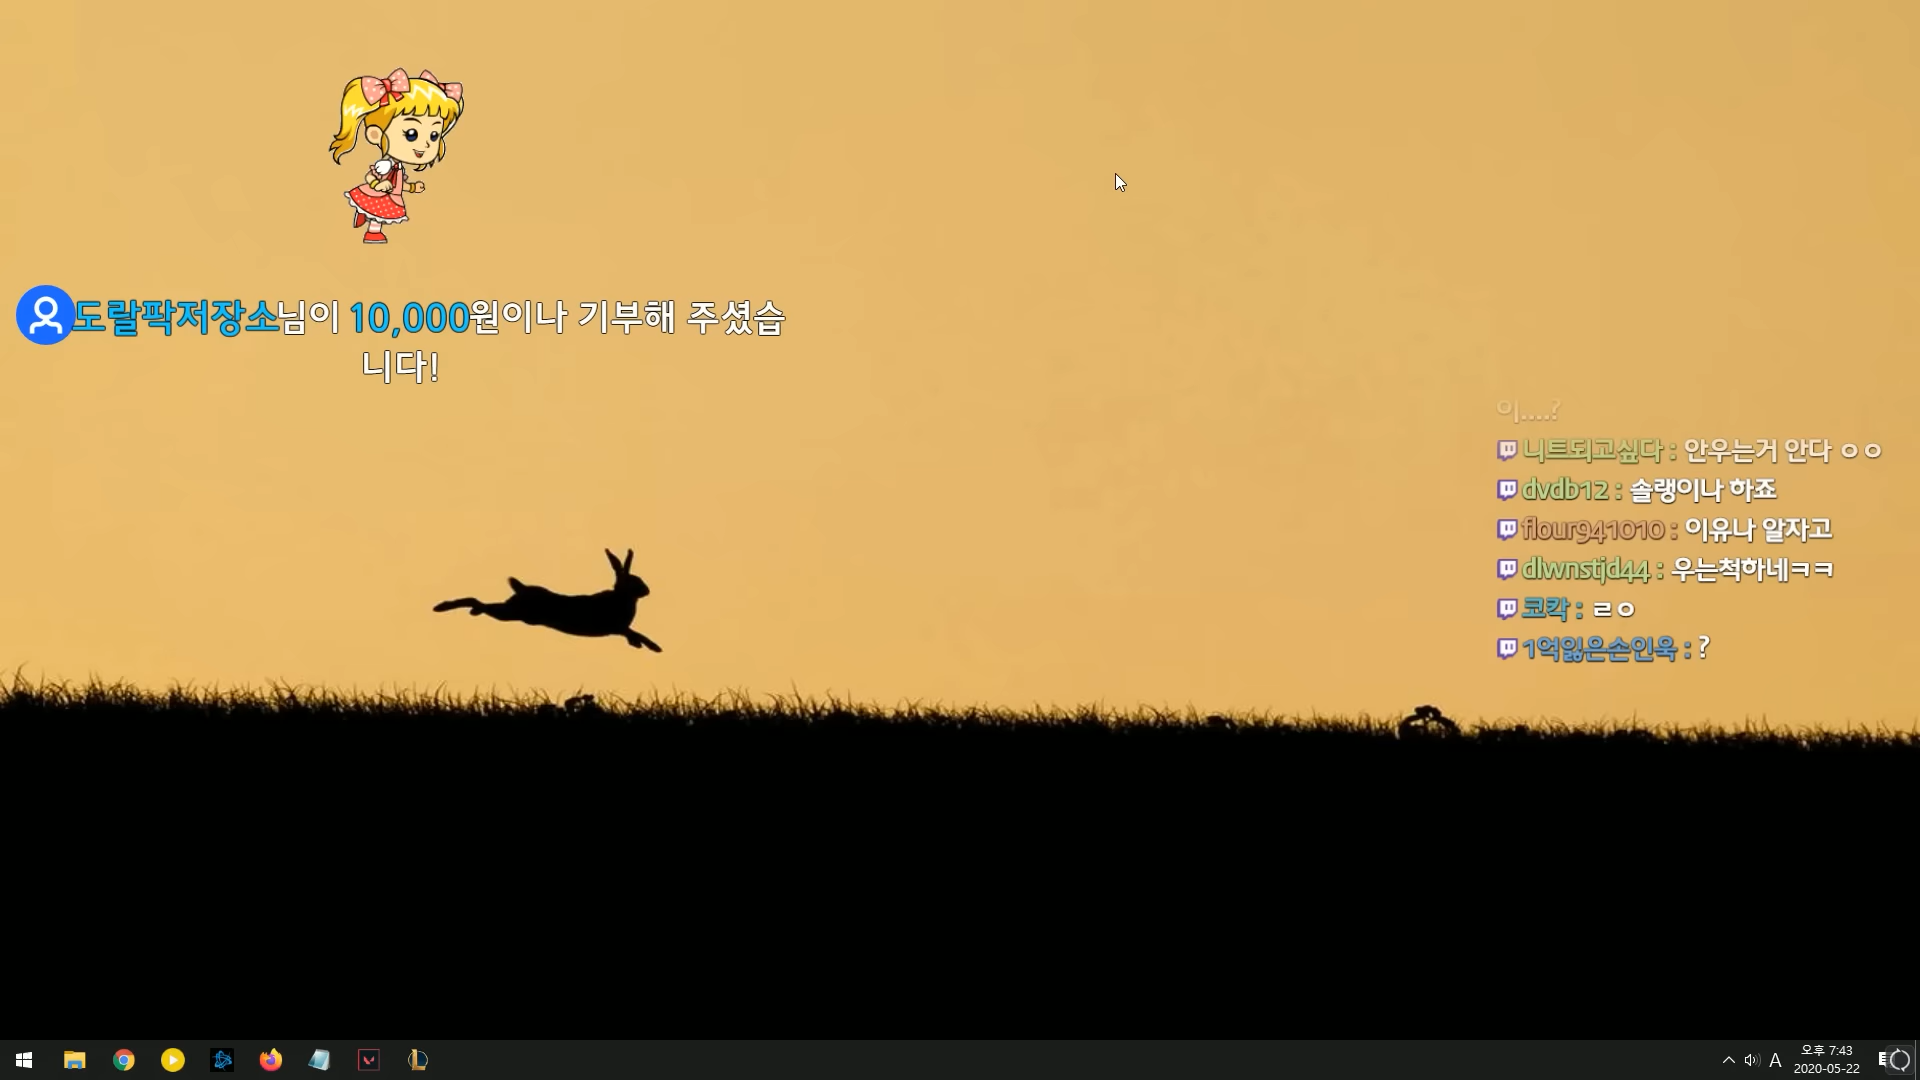 도랄팍저장소님이 10,000원이나 기부해 주셨습
니다!
이....?
니트되고싶다 : 안우는거 안다 ㅇㅇ
dvdb12 : 솔랭이나 하죠
flour941010 : 이유나 알자고
dlwnstjd44 : 우는척하네ㅋㅋ
코칵 : ㄹㅇ
1억잃은손인욱 : ?
A
오후 7:43
2020-05-22